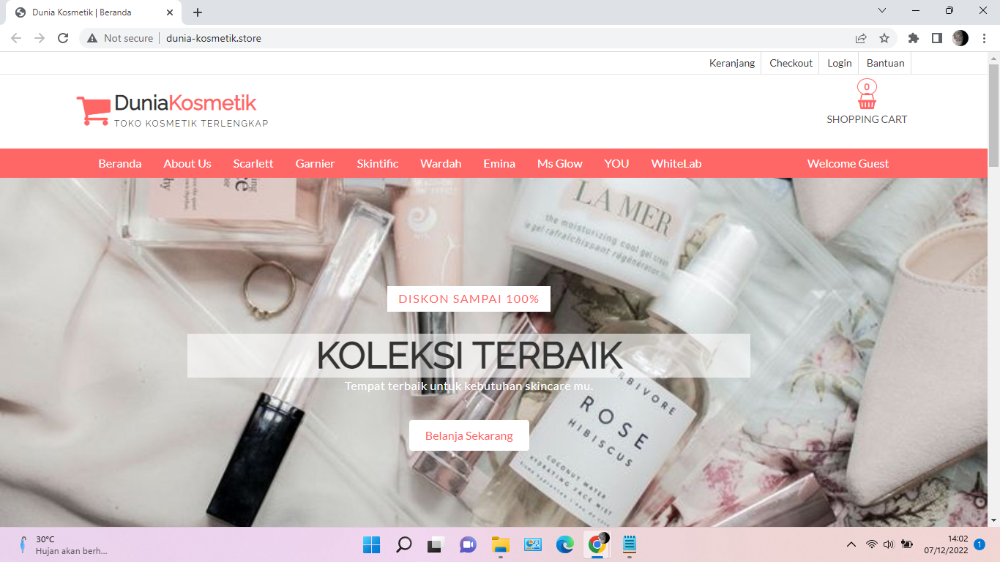 Dunia Kosmetik | Beranda
Not secure | dunia-kosmetik.store
Keranjang Checkout Login Bantuan
DuniaKosmetik
TOKO KOSMETIK TERLENGKAP
0
SHOPPING CART
Beranda About Us Scarlett Garnier Skintific Wardah Emina Ms Glow YOU WhiteLab Welcome Guest
LA MER
the moisturizing cool gel cream
le gel rafraîchissant régénération
DISKON SAMPAI 100%
KOLEKSI TERBAIK
Tempat terbaik untuk kebutuhan skincare mu.
Belanja Sekarang
ROSE
HIBISCUS
COCONUT WATER
HYDRATING FACE MIST
30°C
Hujan akan berh...
14:02
07/12/2022
1